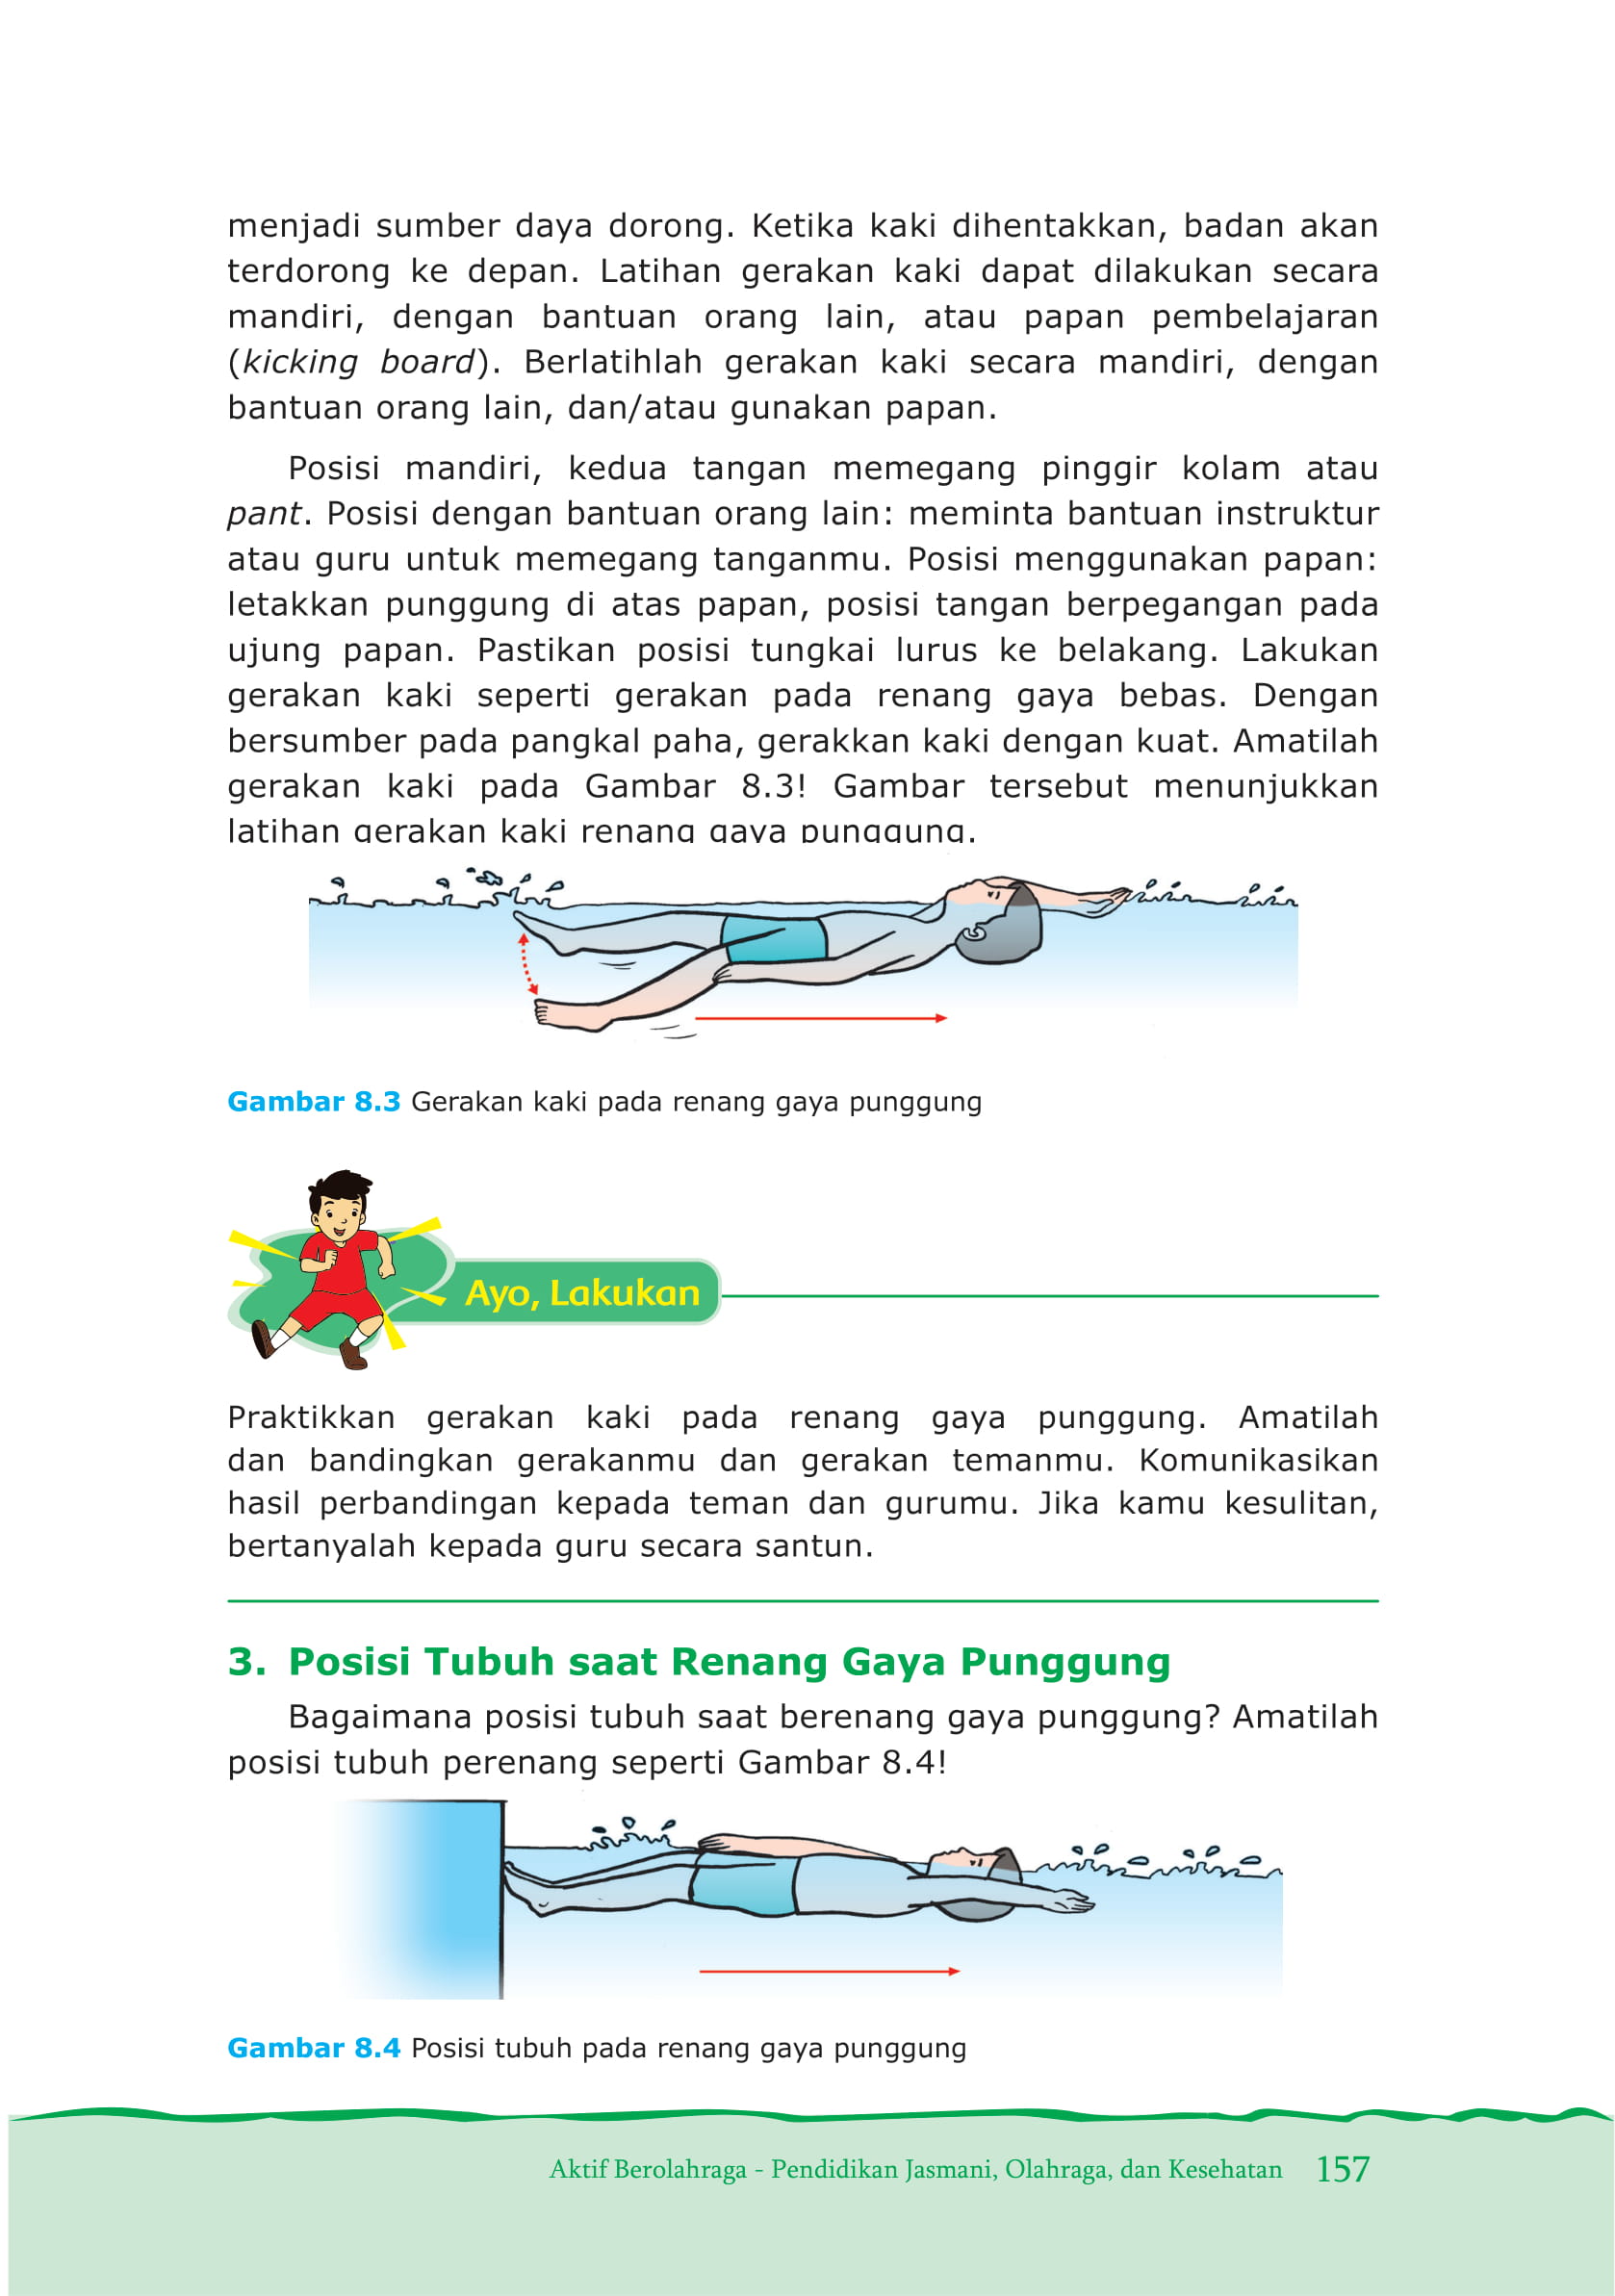 menjadi sumber daya dorong. Ketika kaki dihentakkan, badan akan
terdorong ke depan. Latihan gerakan kaki dapat dilakukan secara
mandiri, dengan bantuan orang lain, atau papan pembelajaran
(kicking board). Berlatihlah gerakan kaki secara mandiri, dengan
bantuan orang lain, dan/atau gunakan papan.
Posisi mandiri, kedua tangan memegang pinggir kolam atau
pant. Posisi dengan bantuan orang lain: meminta bantuan instruktur
atau guru untuk memegang tanganmu. Posisi menggunakan papan:
letakkan punggung di atas papan, posisi tangan berpegangan pada
ujung papan. Pastikan posisi tungkai lurus ke belakang. Lakukan
gerakan kaki seperti gerakan pada renang gaya bebas. Dengan
bersumber pada pangkal paha, gerakkan kaki dengan kuat. Amatilah
gerakan kaki pada Gambar 8.3! Gambar tersebut menunjukkan
latihan gerakan kaki renang gaya punggung.
Gambar 8.3 Gerakan kaki pada renang gaya punggung
Ayo, Lakukan
Praktikkan gerakan kaki pada renang gaya punggung. Amatilah
dan bandingkan gerakanmu dan gerakan temanmu. Komunikasikan
hasil perbandingan kepada teman dan gurumu. Jika kamu kesulitan,
bertanyalah kepada guru secara santun.
3. Posisi Tubuh saat Renang Gaya Punggung
Bagaimana posisi tubuh saat berenang gaya punggung? Amatilah
posisi tubuh perenang seperti Gambar 8.4!
Gambar 8.4 Posisi tubuh pada renang gaya punggung
Aktif Berolahraga - Pendidikan Jasmani, Olahraga, dan Kesehatan 157